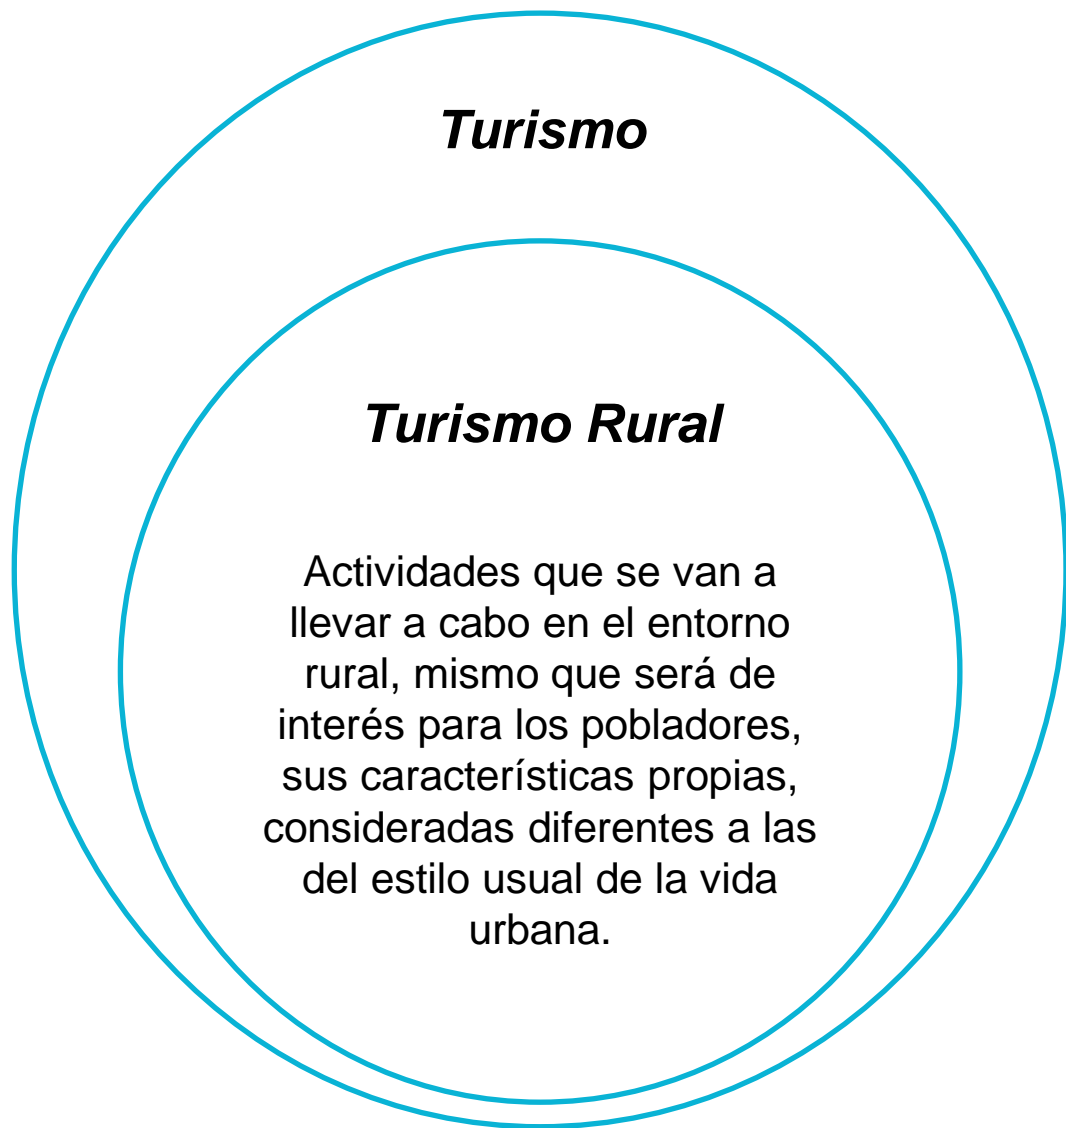 Turismo
Turismo Rural
Actividades que se van a
llevar a cabo en el entorno
rural, mismo que será de
interés para los pobladores,
sus características propias,
consideradas diferentes a las
del estilo usual de la vida
urbana.